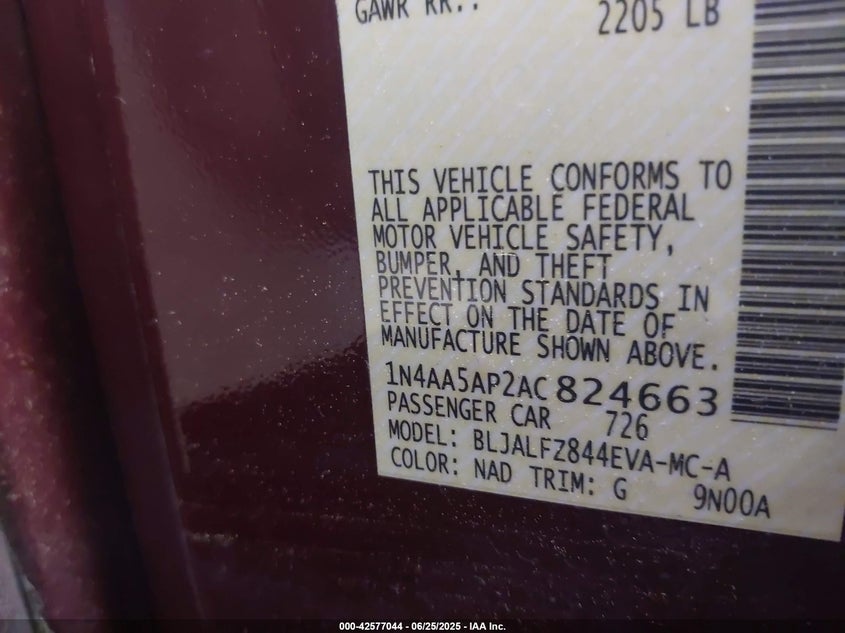 GAWR RR.:
2205 LB
THIS VEHICLE CONFORMS TO
ALL APPLICABLE FEDERAL
MOTOR VEHICLE SAFETY,
BUMPER, AND THEFT
PREVENTION STANDARDS IN
EFFECT ON THE DATE OF
MANUFACTURE SHOWN ABOVE.
1N4AA5AP2AC824663
PASSENGER CAR 726
MODEL: BLJALFZ844EVA-MC-A
COLOR: NAD TRIM: G 9N00A
000-42577044 - 06/25/2025 - IAA Inc.